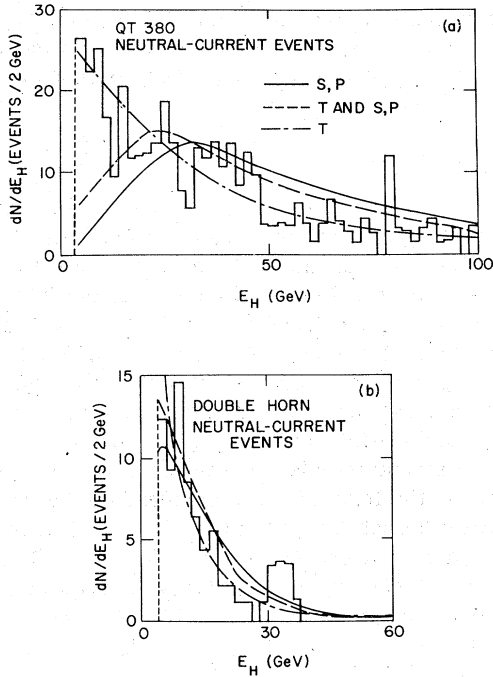 (a)
QT 380
NEUTRAL-CURRENT EVENTS
S,P
T AND S,P
T
dN/dE_H (EVENTS / 2 GeV)
30
20
10
0
0
50
100
E_H (GeV)
(b)
DOUBLE HORN
NEUTRAL-CURRENT
EVENTS
dN/dE_H (EVENTS / 2 GeV)
15
10
5
0
0
30
60
E_H (GeV)